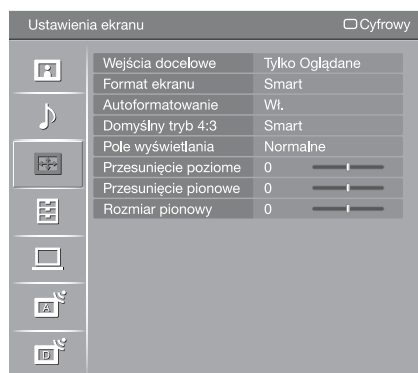 Ustawienia ekranu Cyfrowy
Wejścia docelowe Tylko Oglądane
Format ekranu Smart
Autoformatowanie Wł.
Domyślny tryb 4:3 Smart
Pole wyświetlania Normalne
Przesunięcie poziome 0
Przesunięcie pionowe 0
Rozmiar pionowy 0
A
D